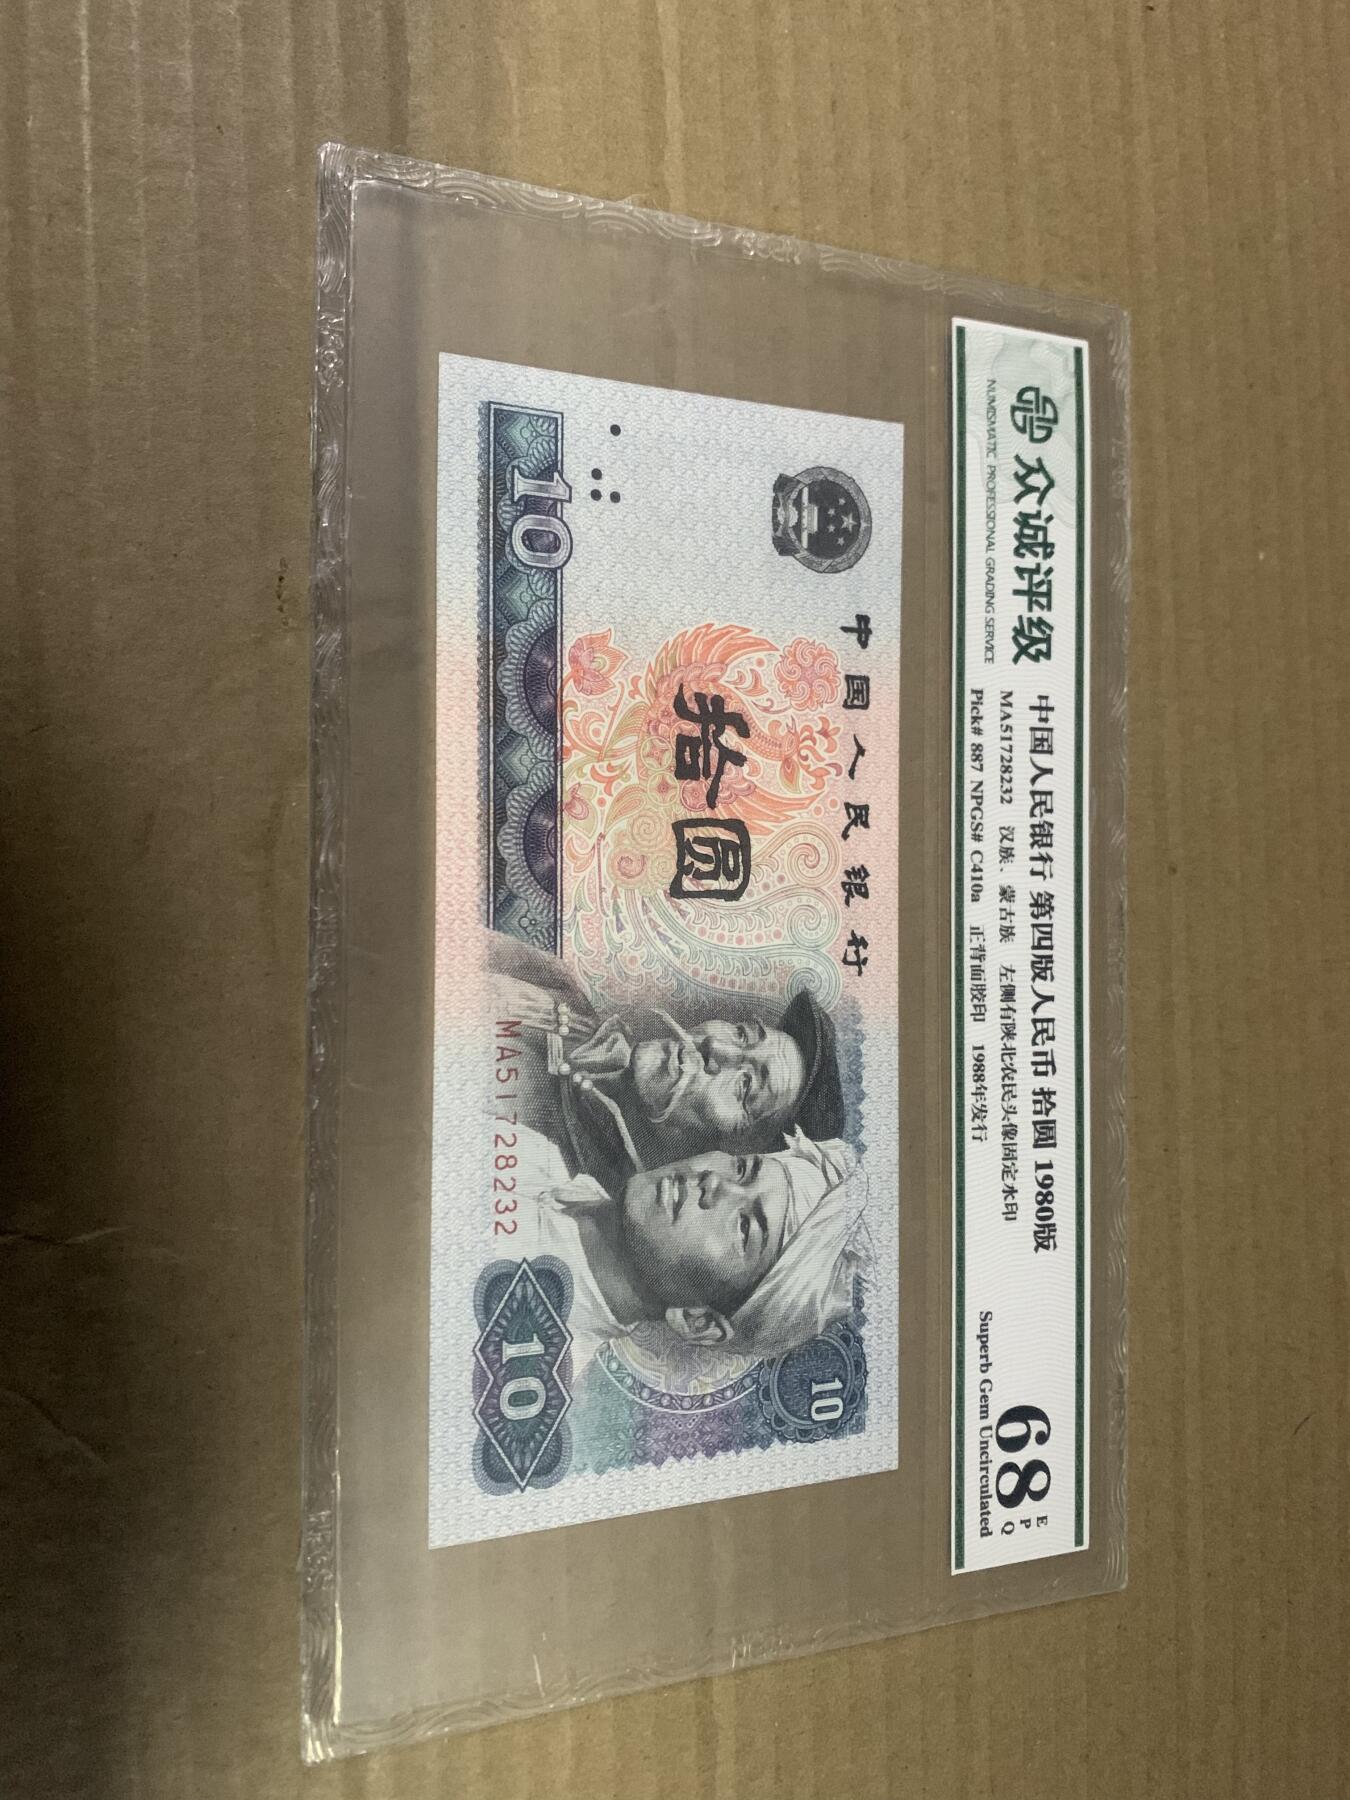 众诚评级
NUMISMATIC PROFESSIONAL GRADING SERVICE
中国人民银行 第四版人民币 拾圆 1980版
MA51728232 汉族、蒙古族 左侧有陕北农民头像固定水印
Pick# 887 NPGS# C410a 正背面胶印 1988年发行
68
E
P
Q
Superb Gem Uncirculated
中国人民银行
拾圆
10
10
10
MA51728232
NPGS
NPGS
NPGS